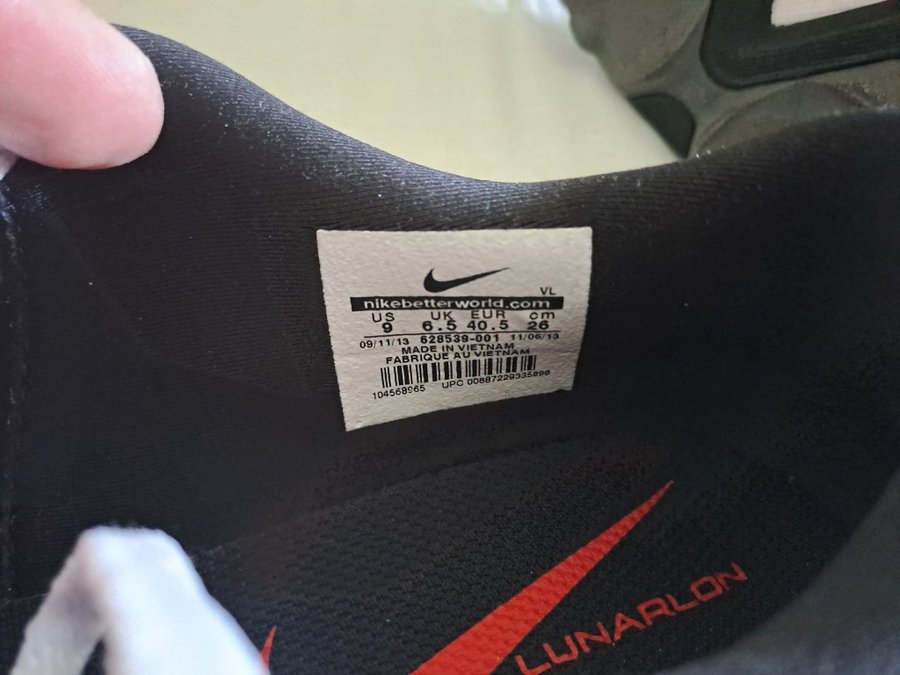 VL
nikebetterworld.com
US UK EUR cm
9 6.5 40.5 26
09/11/13 628539-001 11/06/13
MADE IN VIETNAM
FABRIQUE AU VIETNAM
104568965 UPC 00887229335898
LUNARLON